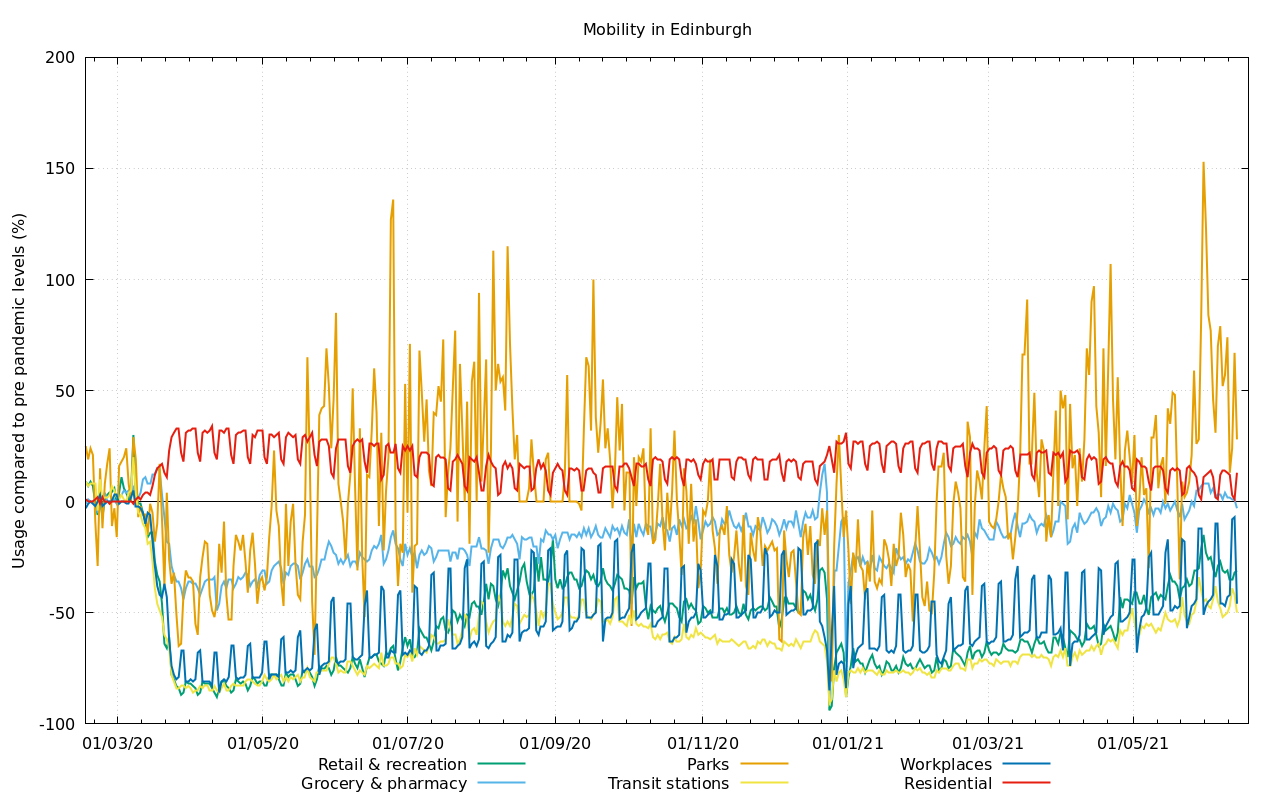 Mobility in Edinburgh
Usage compared to pre pandemic levels (%)
200
150
100
50
0
-50
-100
01/03/20 01/05/20 01/07/20 01/09/20 01/11/20 01/01/21 01/03/21 01/05/21
Retail & recreation Parks Workplaces
Grocery & pharmacy Transit stations Residential